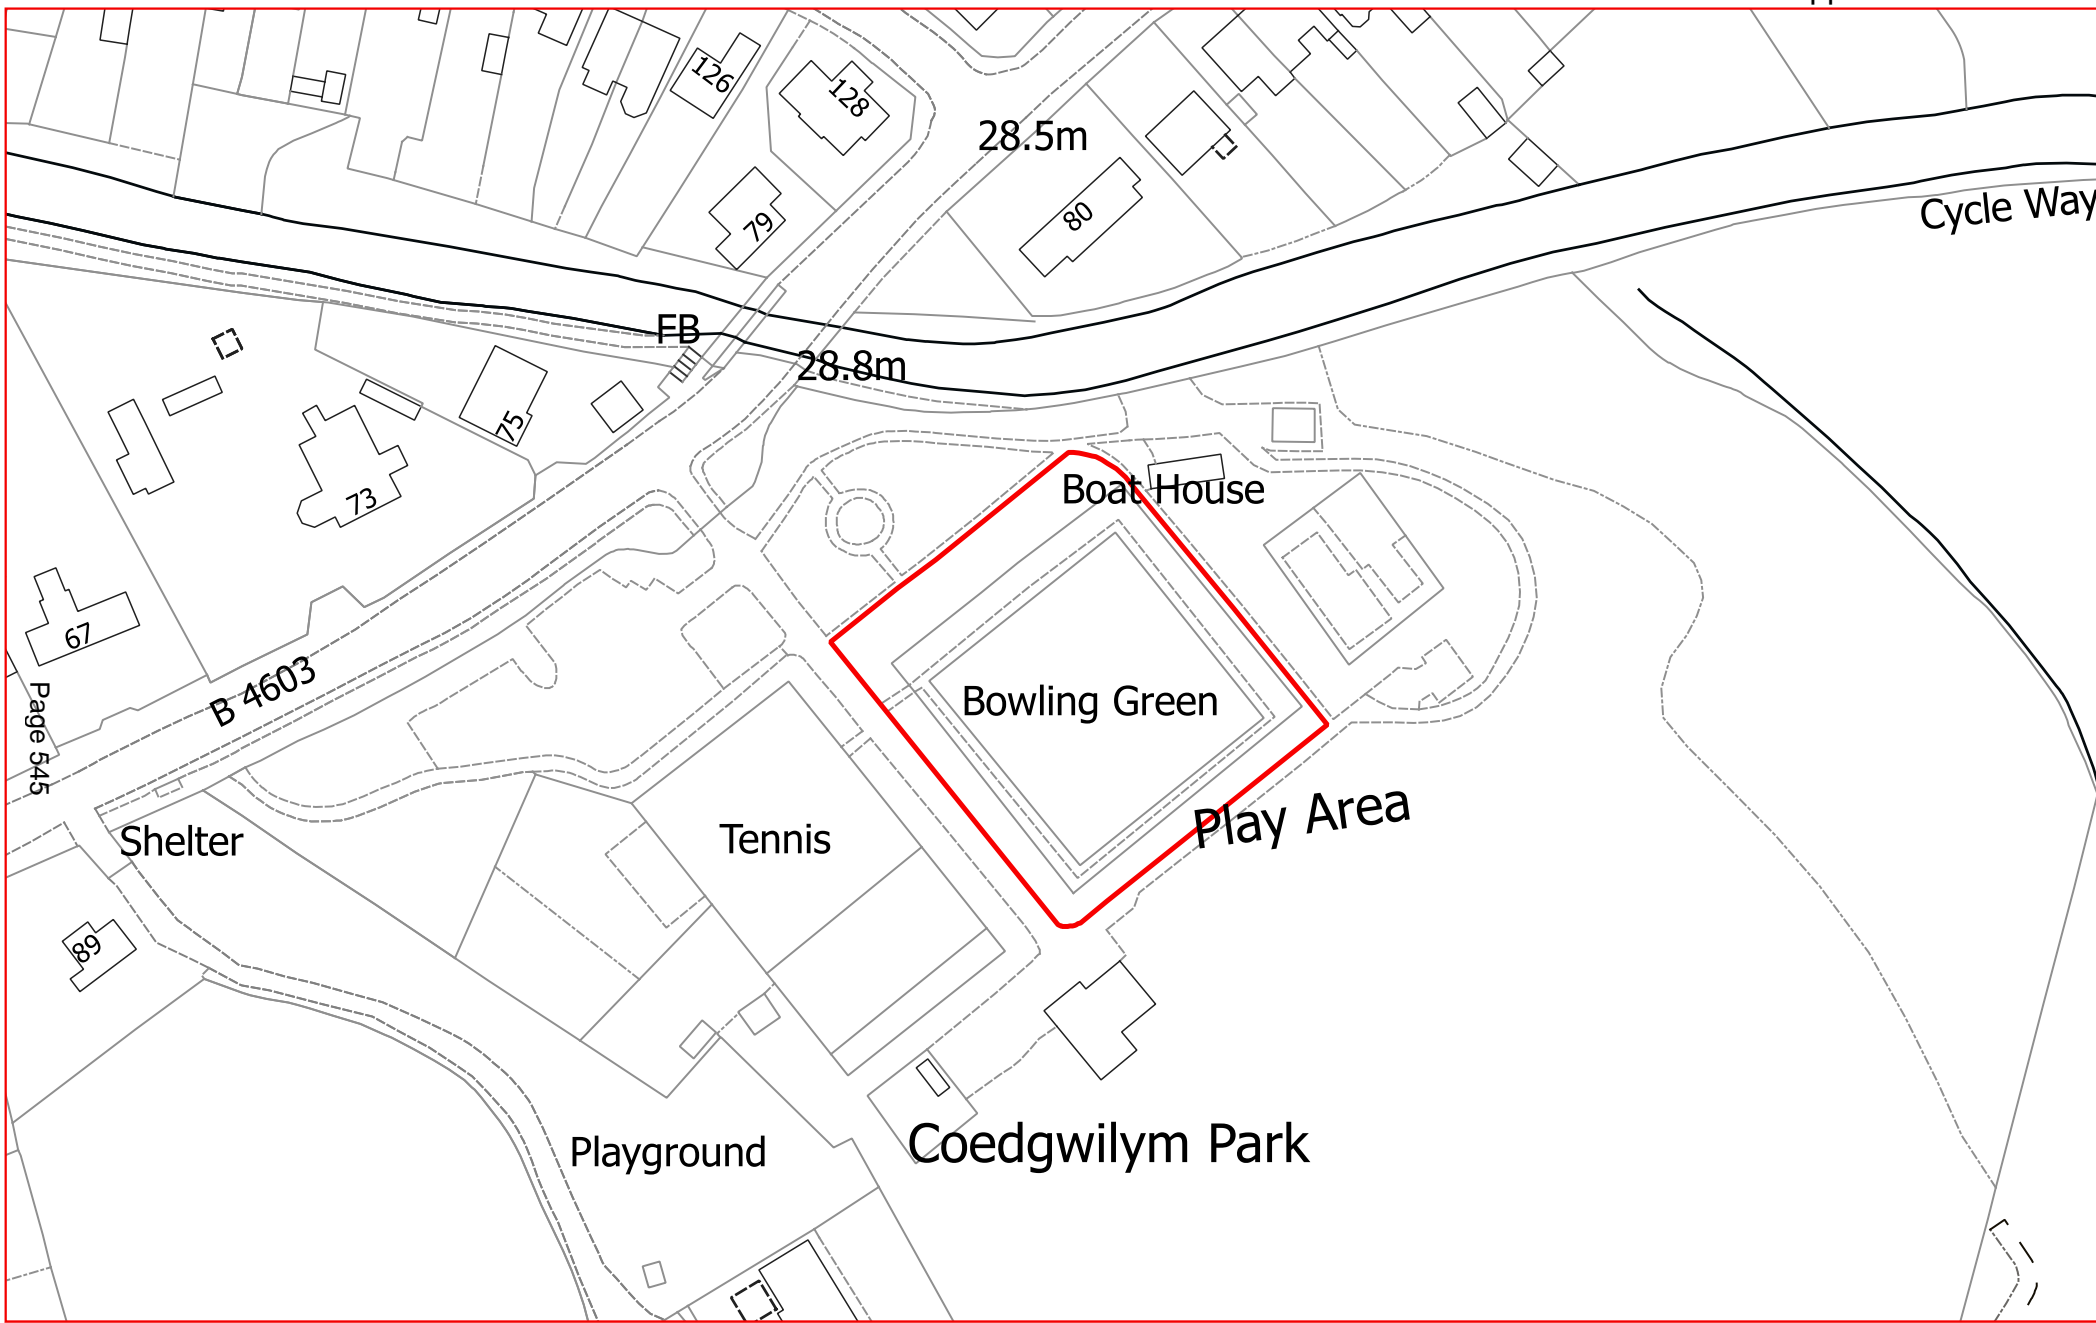 126
128
28.5m
79
80
Cycle Way
FB
28.8m
75
73
Boat House
67
B 4603
Page 545
Bowling Green
Play Area
Shelter
Tennis
89
Playground
Coedgwilym Park